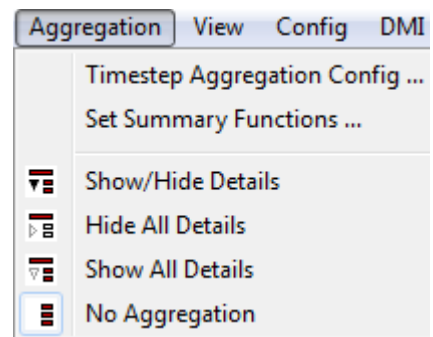 Aggregation View Config DMI
Timestep Aggregation Config ...
Set Summary Functions ...
Show/Hide Details
Hide All Details
Show All Details
No Aggregation